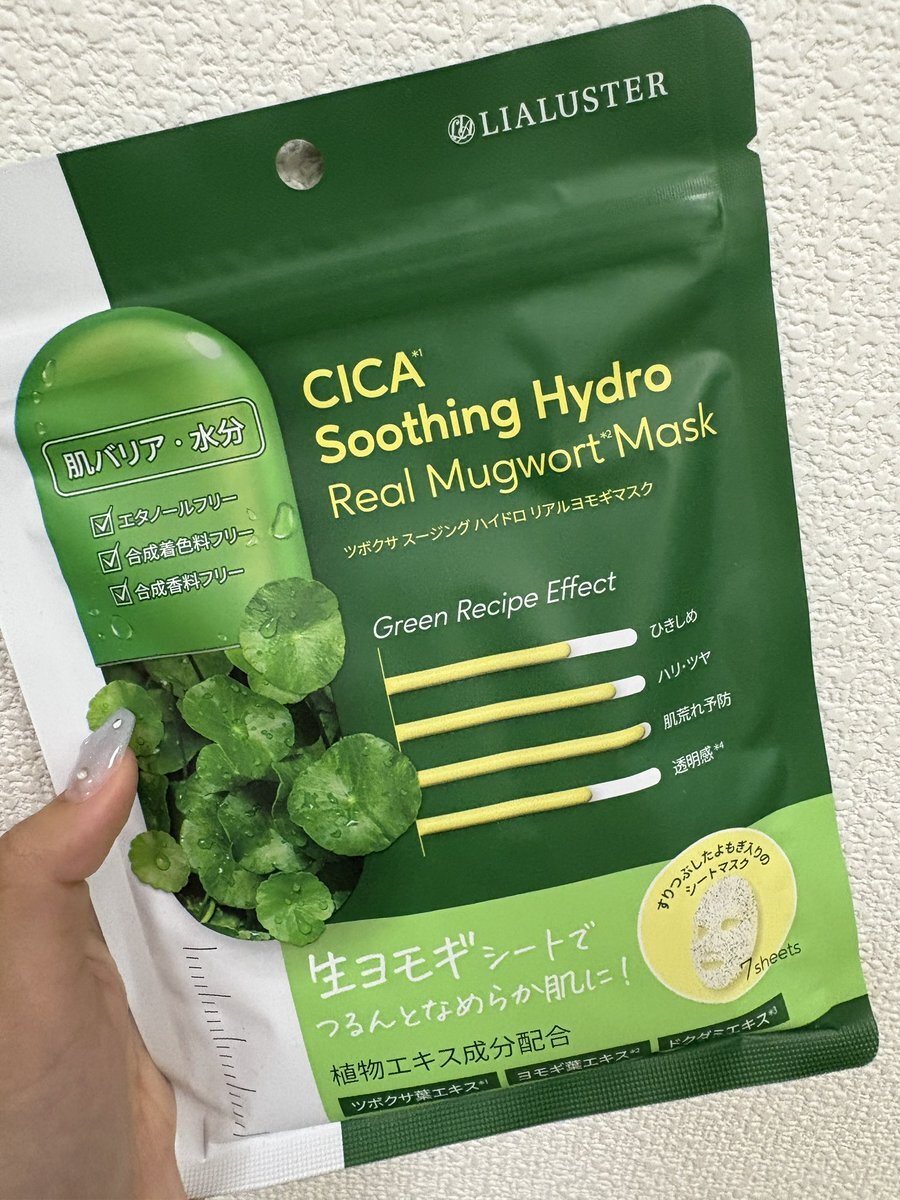 LIALUSTER
CICA*1
Soothing Hydro
Real Mugwort*2 Mask
ツボクサ スージング ハイドロ リアルヨモギマスク
肌バリア・水分
エタノールフリー
合成着色料フリー
合成香料フリー
Green Recipe Effect
ひきしめ
ハリ・ツヤ
肌荒れ予防
透明感*4
すりつぶしたよもぎ入りの
シートマスク
7sheets
生ヨモギシートで
つるんとなめらか肌に!
植物エキス成分配合
ツボクサ葉エキス*1
ヨモギ葉エキス*2
ドクダミエキス*3